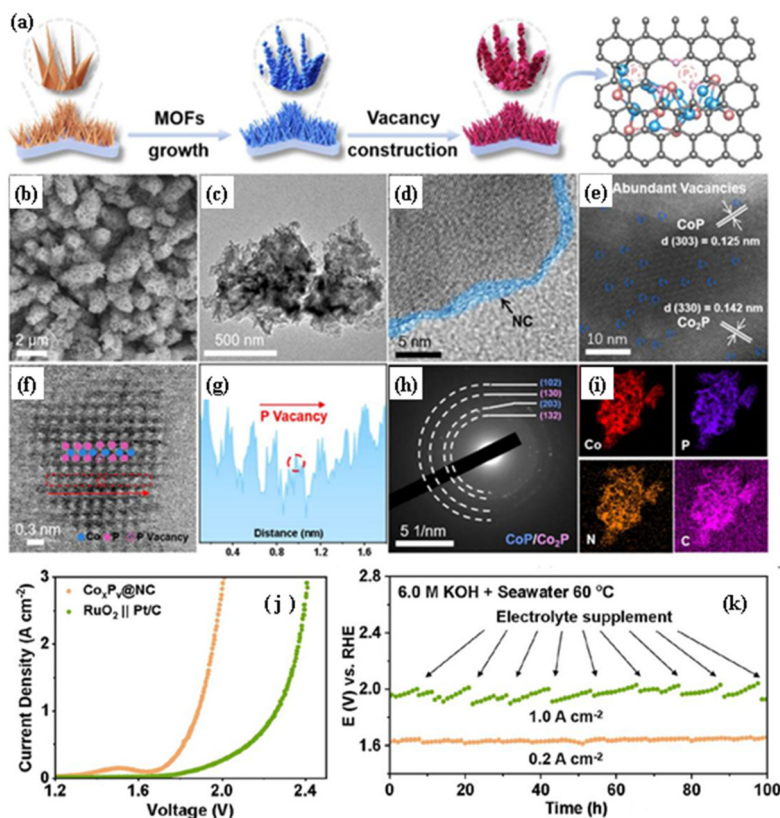 (a)
MOFs
growth
Vacancy
construction
(b)
2 μm
(c)
500 nm
(d)
NC
5 nm
(e)
Abundant Vacancies
CoP
d (303) = 0.125 nm
d (330) = 0.142 nm
Co₂P
10 nm
(f)
0.3 nm
Co P P Vacancy
(g)
P Vacancy
0.4 0.8 1.2 1.6
Distance (nm)
(h)
(102)
(130)
(203)
(132)
5 1/nm
CoP/Co₂P
(i)
Co
P
N
C
(j)
CoₓPᵥ@NC
RuO₂ || Pt/C
Current Density (A cm⁻²)
3
2
1
0
1.2 1.6 2.0 2.4
Voltage (V)
(k)
6.0 M KOH + Seawater 60 °C
Electrolyte supplement
1.0 A cm⁻²
0.2 A cm⁻²
E (V) vs. RHE
2.8
2.4
2.0
1.6
0 20 40 60 80 100
Time (h)